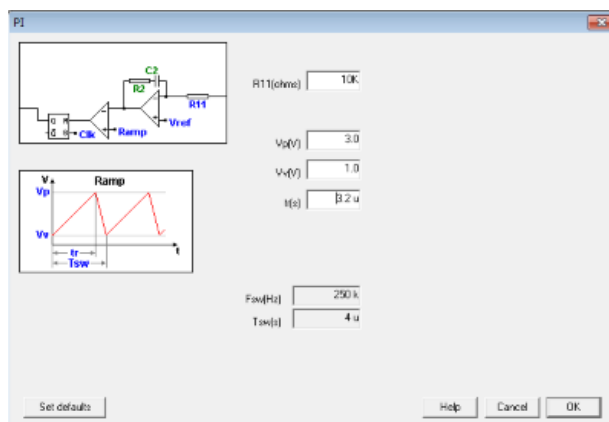 PI
C2
R2
R11
Vref
Ramp
Clk
Q R
Q S
R11(ohms) 10K
Vp(V) 3.0
Vv(V) 1.0
tr(s) 3.2 u
V
Ramp
Vp
Vv
tr
Tsw
t
Fsw(Hz) 250 k
Tsw(s) 4 u
Set defaults
Help
Cancel
OK